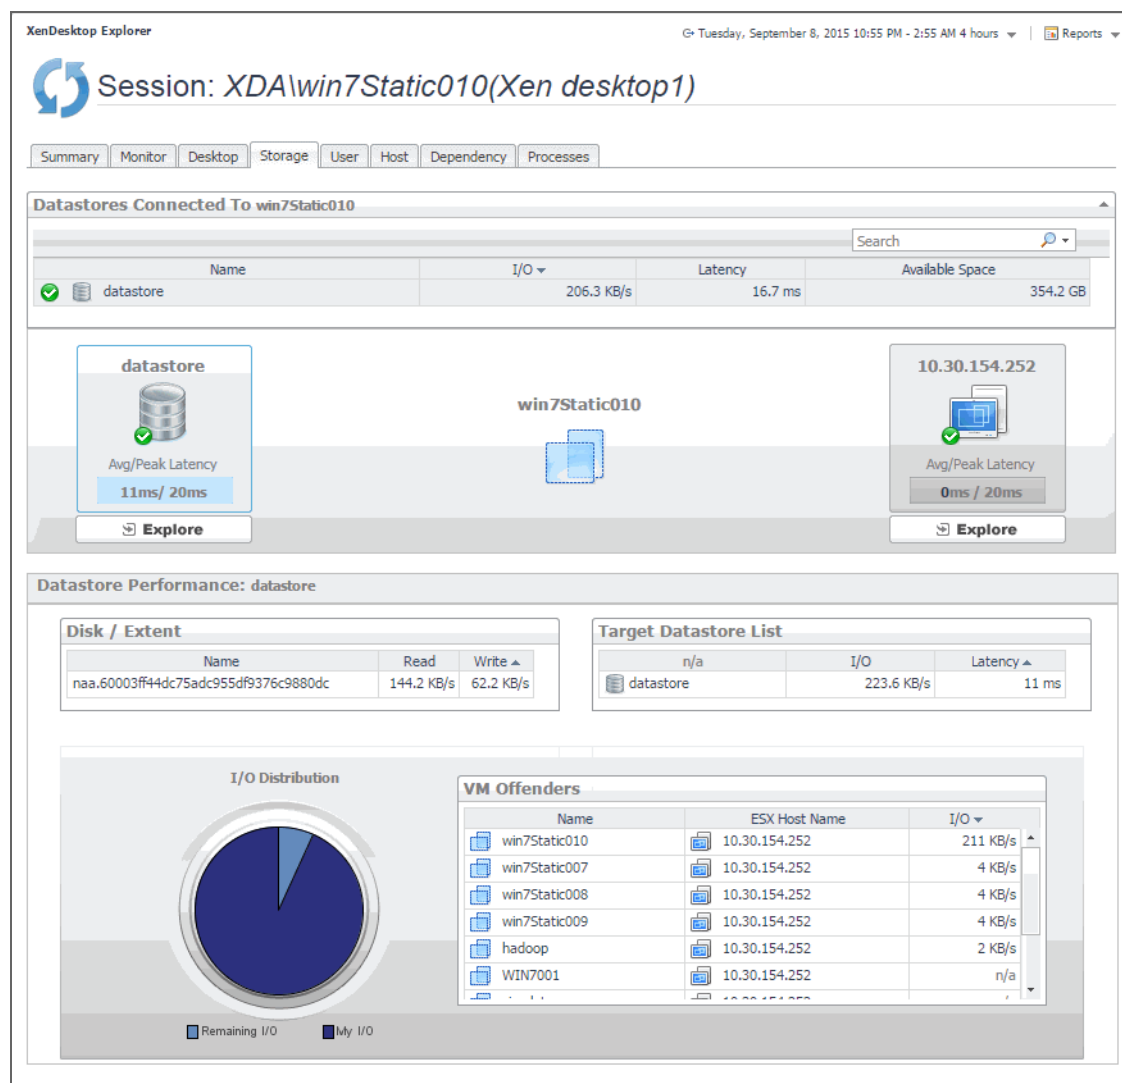 XenDesktop Explorer
Tuesday, September 8, 2015 10:55 PM - 2:55 AM 4 hours
Reports
Session: XDA\win7Static010(Xen desktop1)
Summary Monitor Desktop Storage User Host Dependency Processes
Datastores Connected To win7Static010
Search
Name I/O Latency Available Space
datastore 206.3 KB/s 16.7 ms 354.2 GB
datastore
Avg/Peak Latency
11ms/ 20ms
Explore
win7Static010
10.30.154.252
Avg/Peak Latency
0ms / 20ms
Explore
Datastore Performance: datastore
Disk / Extent
Name Read Write
naa.60003ff44dc75adc955df9376c9880dc 144.2 KB/s 62.2 KB/s
Target Datastore List
n/a I/O Latency
datastore 223.6 KB/s 11 ms
I/O Distribution
Remaining I/O My I/O
VM Offenders
Name ESX Host Name I/O
win7Static010 10.30.154.252 211 KB/s
win7Static007 10.30.154.252 4 KB/s
win7Static008 10.30.154.252 4 KB/s
win7Static009 10.30.154.252 4 KB/s
hadoop 10.30.154.252 2 KB/s
WIN7001 10.30.154.252 n/a